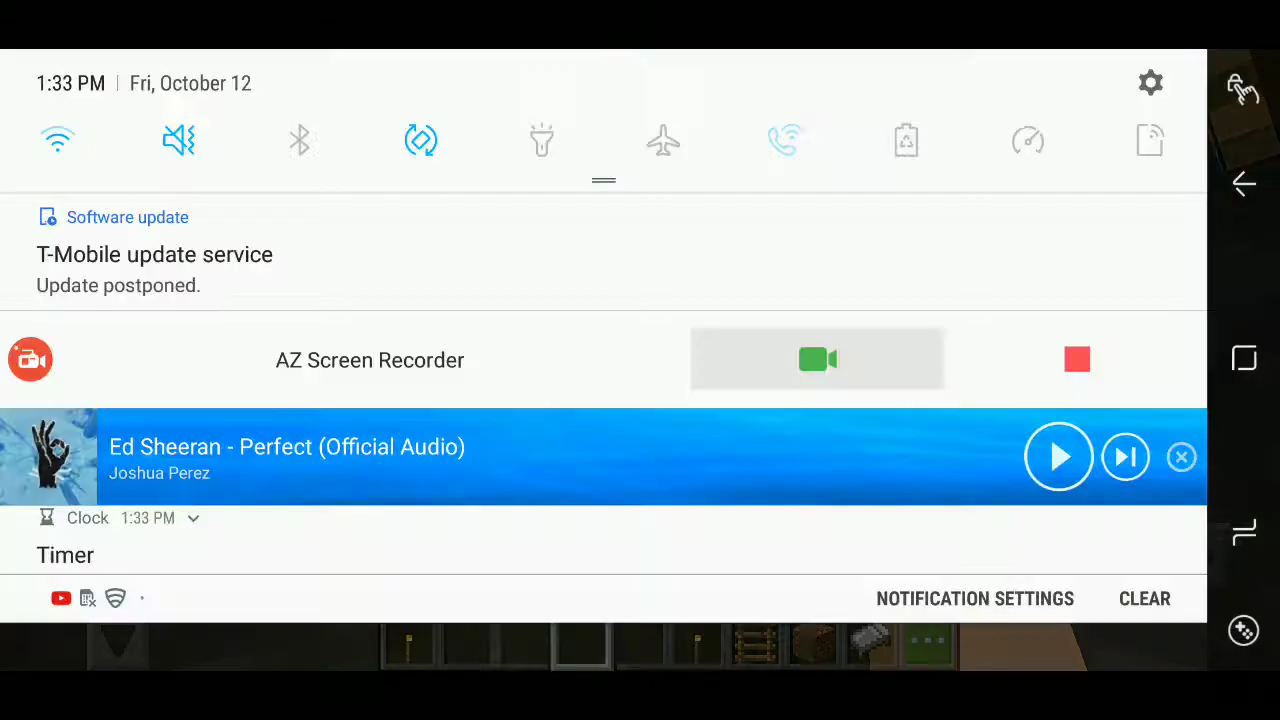 1:33 PM | Fri, October 12
Software update
T-Mobile update service
Update postponed.
AZ Screen Recorder
Ed Sheeran - Perfect (Official Audio)
Joshua Perez
Clock 1:33 PM
Timer
NOTIFICATION SETTINGS CLEAR